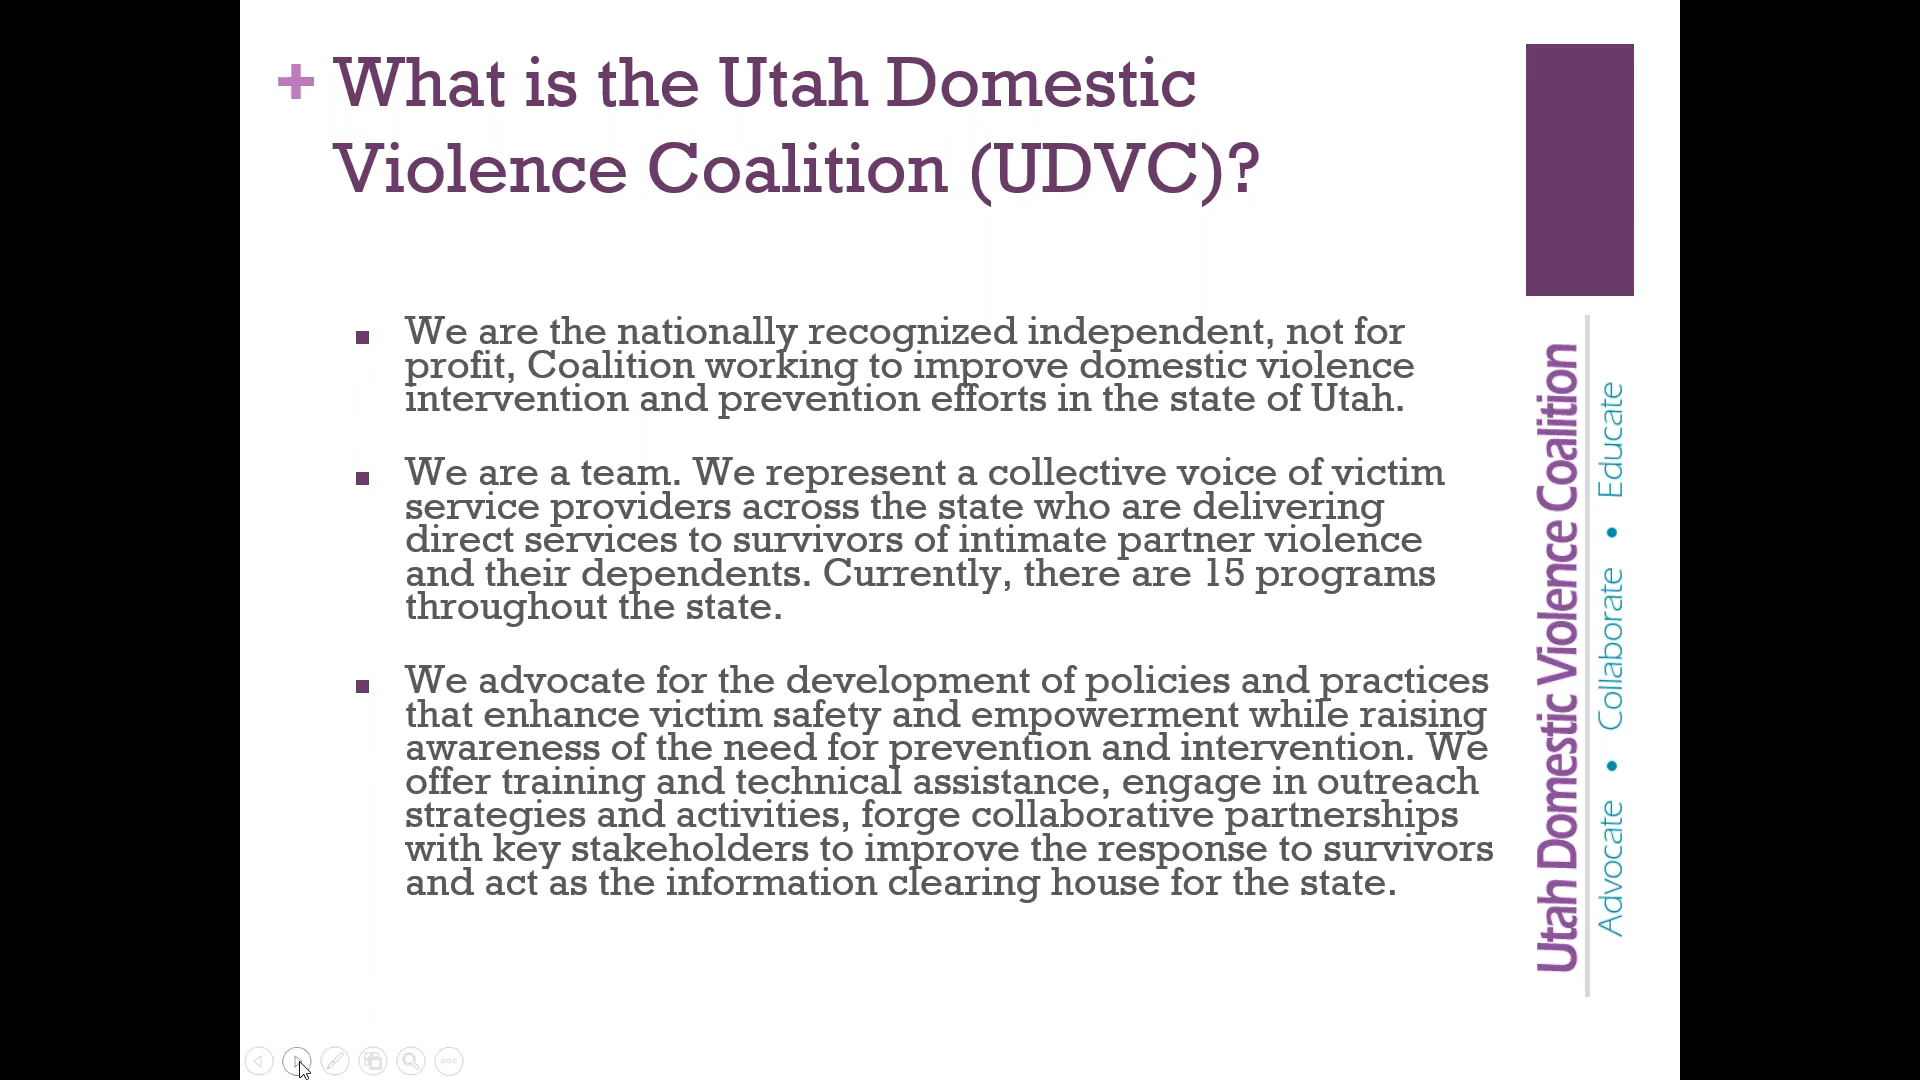 + What is the Utah Domestic
Violence Coalition (UDVC)?
We are the nationally recognized independent, not for
profit, Coalition working to improve domestic violence
intervention and prevention efforts in the state of Utah.
We are a team. We represent a collective voice of victim
service providers across the state who are delivering
direct services to survivors of intimate partner violence
and their dependents. Currently, there are 15 programs
throughout the state.
We advocate for the development of policies and practices
that enhance victim safety and empowerment while raising
awareness of the need for prevention and intervention. We
offer training and technical assistance, engage in outreach
strategies and activities, forge collaborative partnerships
with key stakeholders to improve the response to survivors
and act as the information clearing house for the state.
Utah Domestic Violence Coalition
Advocate • Collaborate • Educate